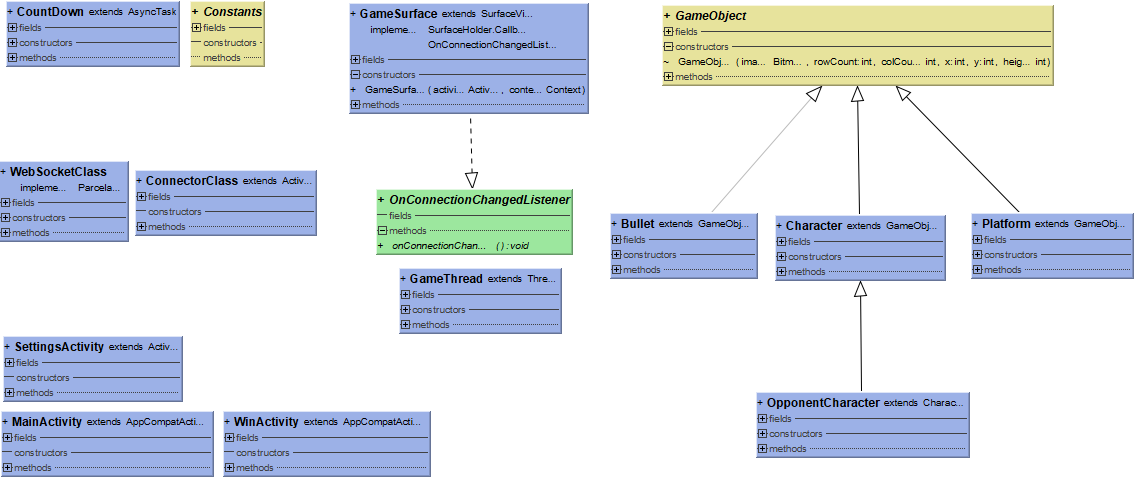 + CountDown extends AsyncTask
fields
constructors
methods
+ Constants
fields
constructors
methods
+ GameSurface extends SurfaceVi...
impleme... SurfaceHolder.Callb...
OnConnectionChangedList...
fields
constructors
+ GameSurfa... (activi... Activ... , conte... Context)
methods
+ GameObject
fields
constructors
~ GameObj... (ima... Bitm... , rowCount: int, colCou... int, x: int, y: int, heig... int)
methods
+ WebSocketClass
impleme... Parcela...
fields
constructors
methods
+ ConnectorClass extends Activ...
fields
constructors
methods
+ OnConnectionChangedListener
fields
methods
+ onConnectionChan... () : void
+ GameThread extends Thre...
fields
constructors
methods
+ Bullet extends GameObj...
fields
constructors
methods
+ Character extends GameObj...
fields
constructors
methods
+ Platform extends GameObj...
fields
constructors
methods
+ SettingsActivity extends Activ...
fields
constructors
methods
+ MainActivity extends AppCompatActi...
fields
constructors
methods
+ WinActivity extends AppCompatActi...
fields
constructors
methods
+ OpponentCharacter extends Charac...
fields
constructors
methods